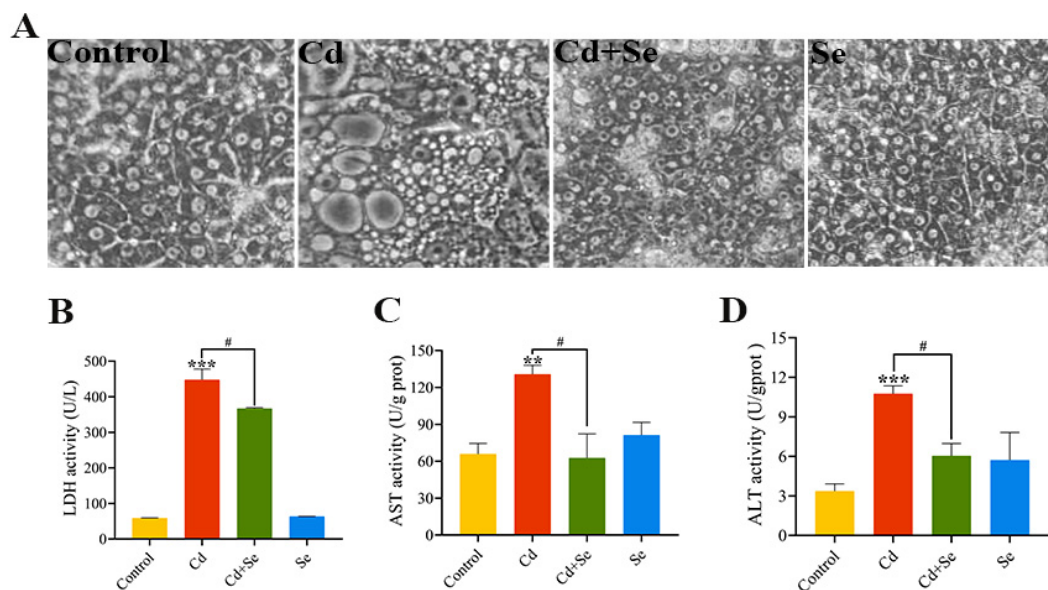 A
Control
Cd
Cd+Se
Se
B
LDH activity (U/L)
500
400
300
200
100
0
***
#
Control
Cd
Cd+Se
Se
C
AST activity (U/g prot)
150
120
90
60
30
0
**
#
Control
Cd
Cd+Se
Se
D
ALT activity (U/gprot )
15
12
9
6
3
0
***
#
Control
Cd
Cd+Se
Se